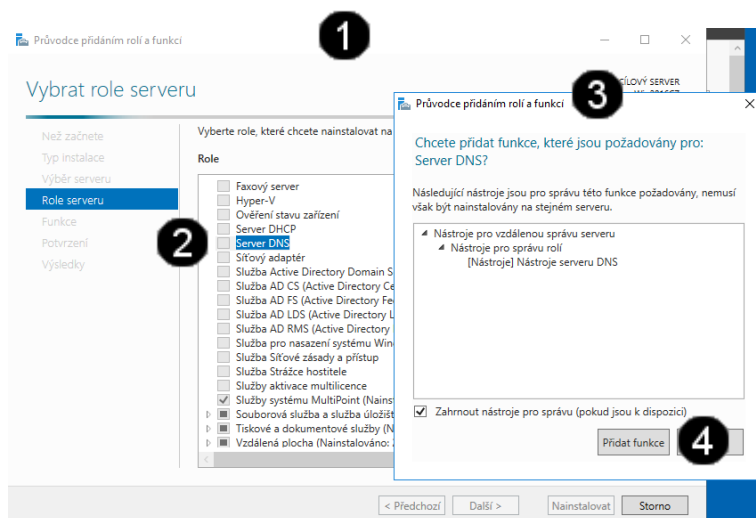 1
Průvodce přidáním rolí a funkcí
Vybrat role serveru
CÍLOVÝ SERVER
Než začnete
Typ instalace
Výběr serveru
Role serveru
Funkce
Potvrzení
Výsledky
Vyberte role, které chcete nainstalovat na
Role
2
Faxový server
Hyper-V
Ověření stavu zařízení
Server DHCP
Server DNS
Síťový adaptér
Služba Active Directory Domain S
Služba AD CS (Active Directory Ce
Služba AD FS (Active Directory Fe
Služba AD LDS (Active Directory L
Služba AD RMS (Active Directory
Služba pro nasazení systému Win
Služba Síťové zásady a přístup
Služba Strážce hostitele
Služby aktivace multilicence
Služby systému MultiPoint (Nains
Souborová služba a služba úložišt
Tiskové a dokumentové služby (N
Vzdálená plocha (Nainstalováno:
< Předchozí
Další >
Nainstalovat
Storno
3
Průvodce přidáním rolí a funkcí
Chcete přidat funkce, které jsou požadovány pro:
Server DNS?
Následující nástroje jsou pro správu této funkce požadovány, nemusí
však být nainstalovány na stejném serveru.
Nástroje pro vzdálenou správu serveru
Nástroje pro správu rolí
[Nástroje] Nástroje serveru DNS
Zahrnout nástroje pro správu (pokud jsou k dispozici)
Přidat funkce
4